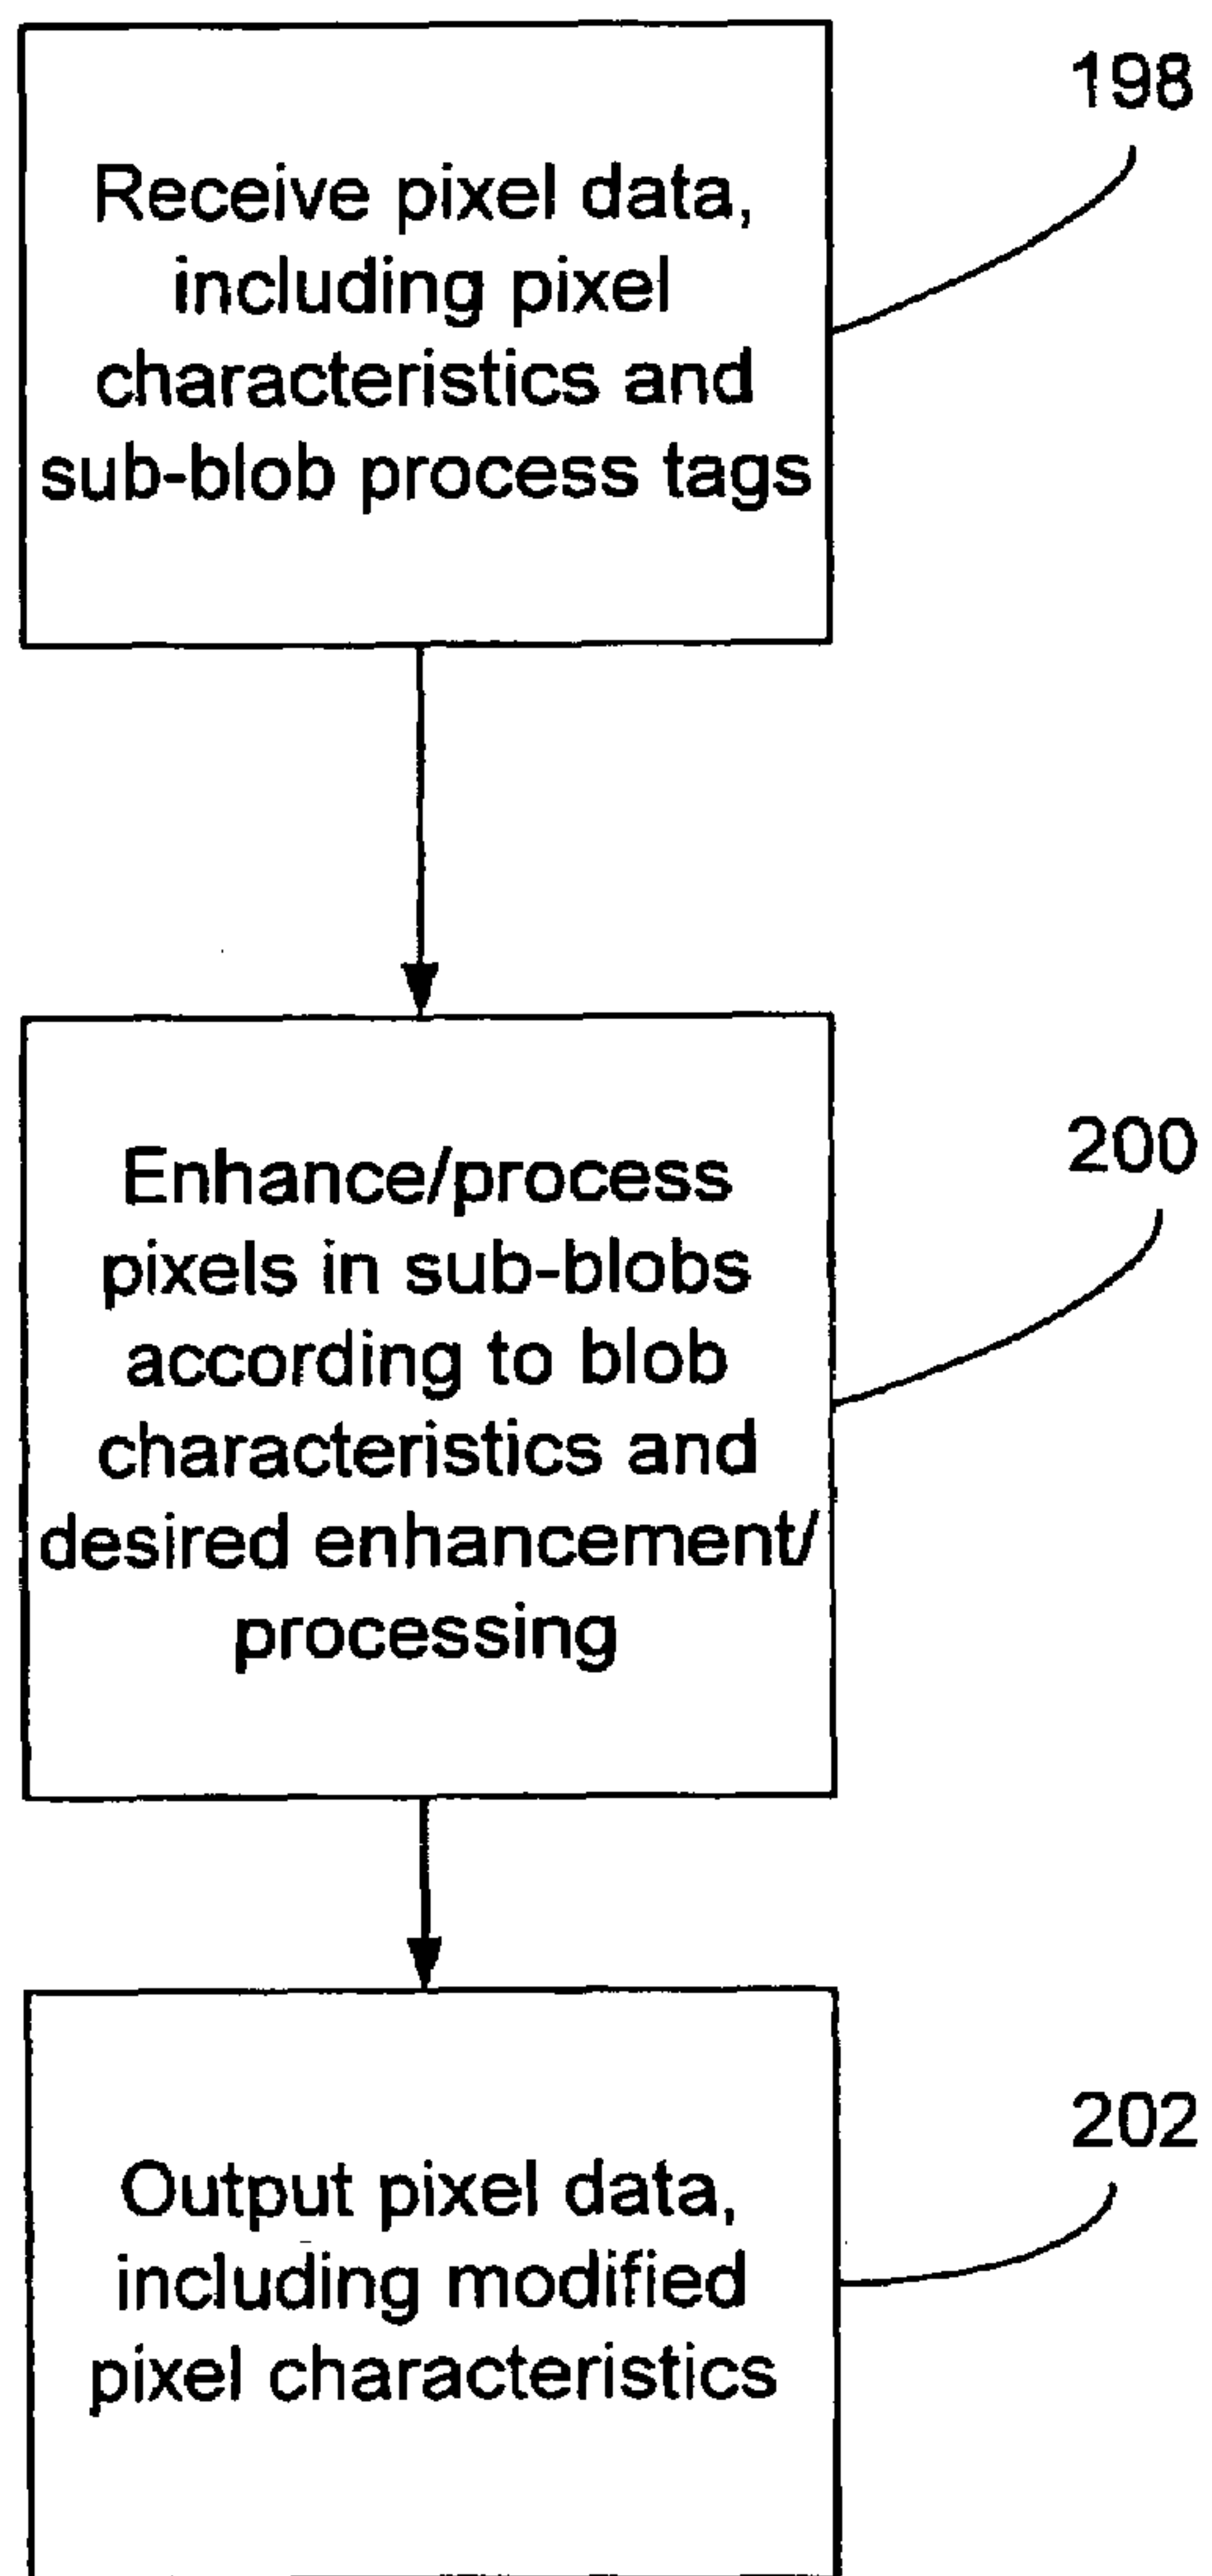 198
Receive pixel data,
including pixel
characteristics and
sub-blob process tags
200
Enhance/process
pixels in sub-blobs
according to blob
characteristics and
desired enhancement/
processing
202
Output pixel data,
including modified
pixel characteristics